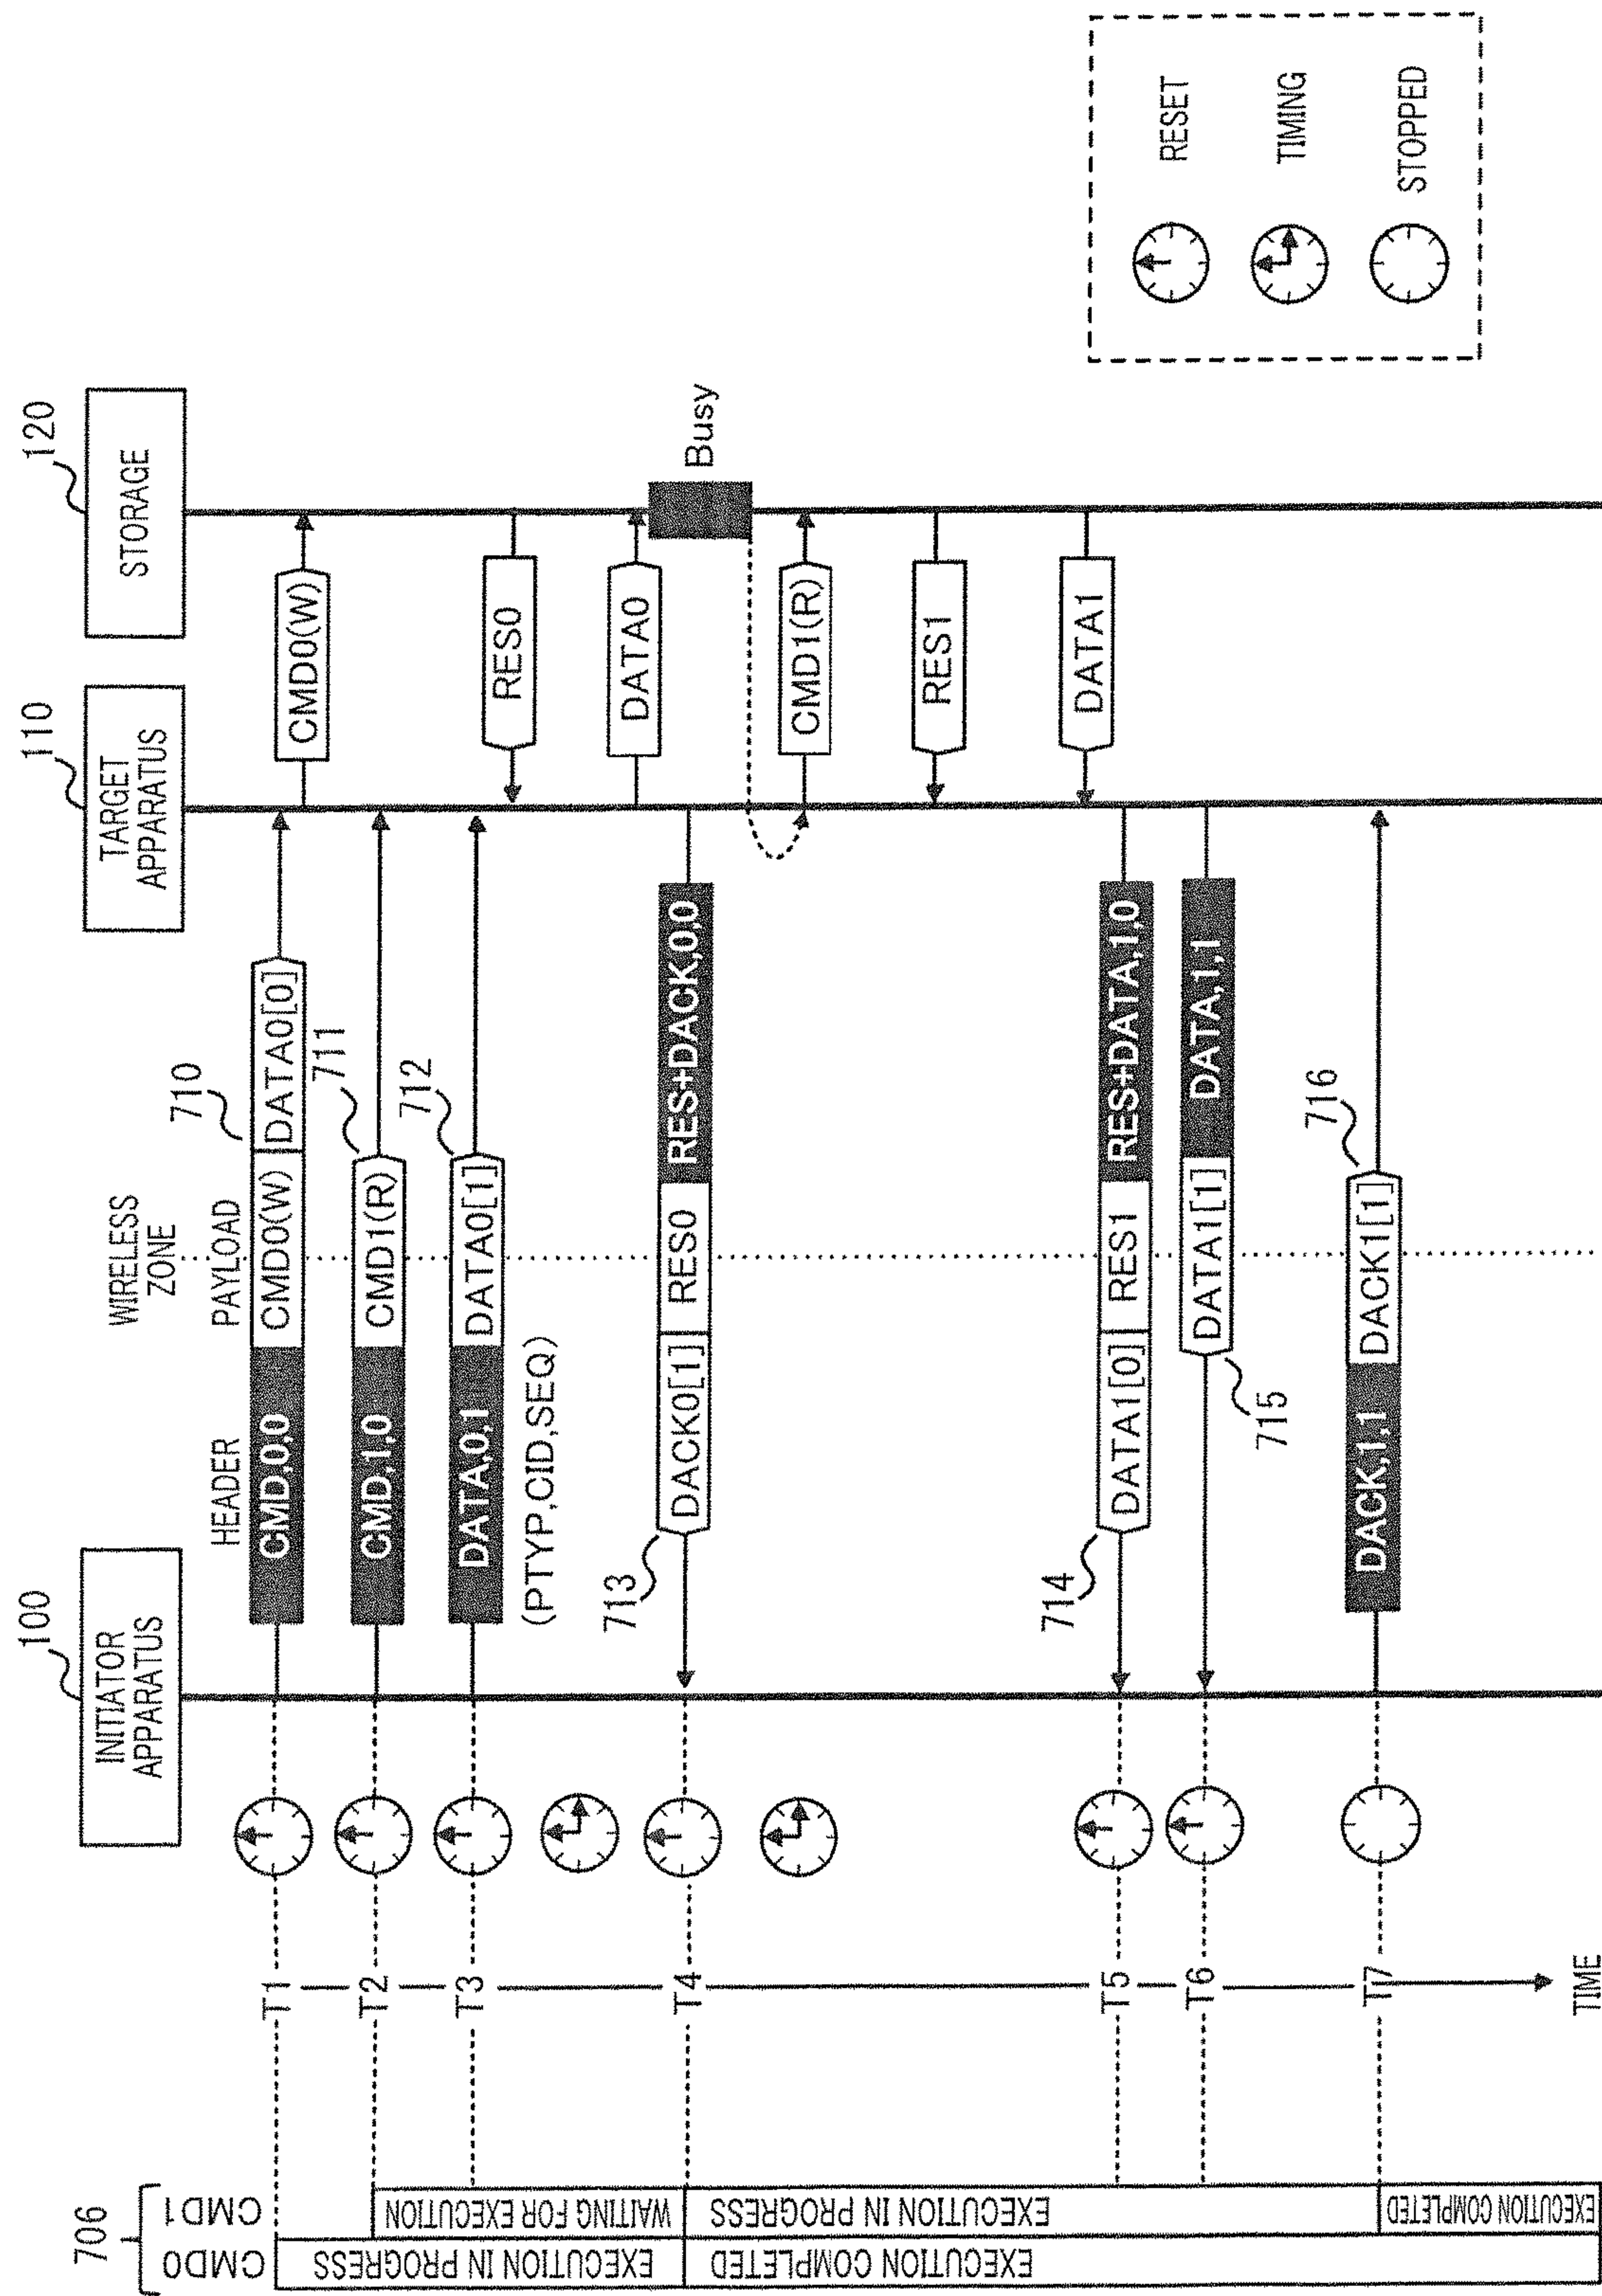 706
CMD0
CMD1
100
INITIATOR
APPARATUS
WIRELESS
ZONE
110
TARGET
APPARATUS
120
STORAGE
HEADER
PAYLOAD
T1
CMD,0,0
CMD0(W)
DATA0[0]
710
CMD0(W)
T2
CMD,1,0
CMD1(R)
711
T3
DATA,0,1
DATA0[1]
712
RES0
(PTYP,CID,SEQ)
DATA0
T4
713
DACK0[1]
RES0
RES+DACK,0,0
Busy
CMD1(R)
RES1
DATA1
T5
714
DATA1[0]
RES1
RES+DATA,1,0
T6
715
DATA1[1]
DATA,1,1
T7
DACK,1,1
DACK1[1]
716
TIME
EXECUTION IN PROGRESS
EXECUTION COMPLETED
WAITING FOR EXECUTION
EXECUTION IN PROGRESS
EXECUTION COMPLETED
RESET
TIMING
STOPPED